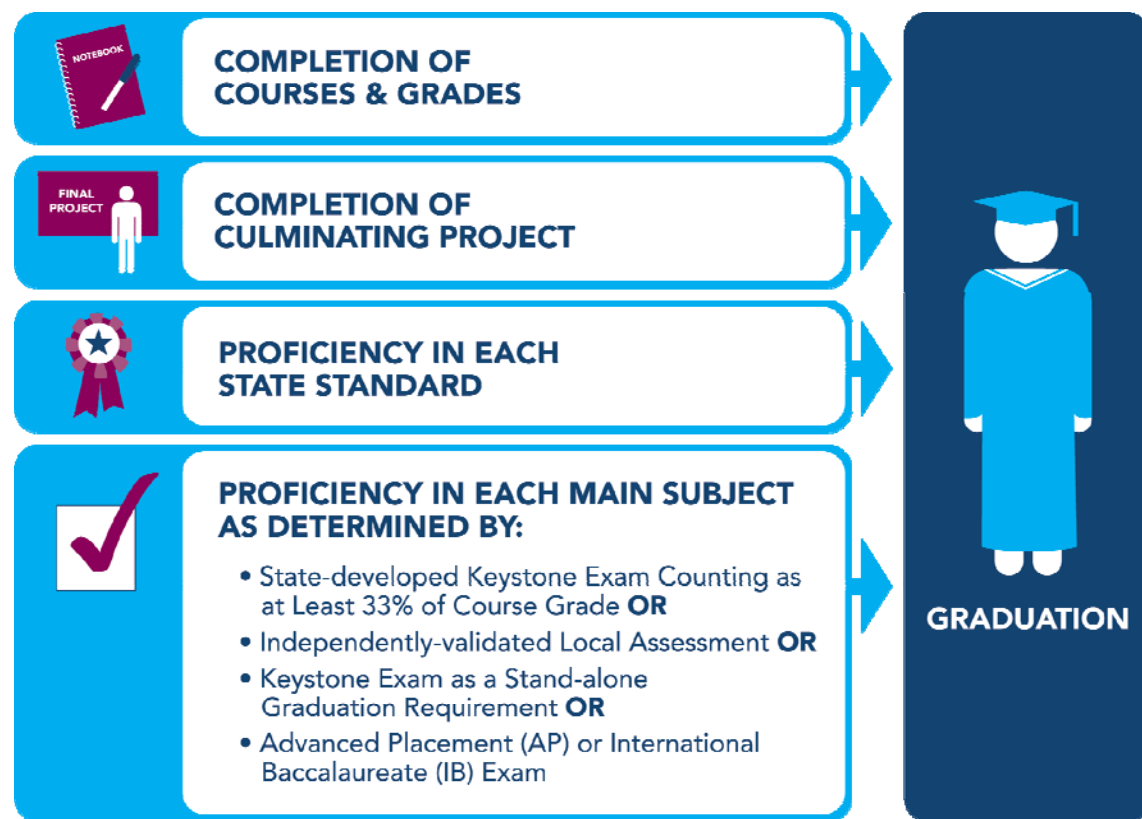 NOTEBOOK
COMPLETION OF
COURSES & GRADES
FINAL
PROJECT
COMPLETION OF
CULMINATING PROJECT
PROFICIENCY IN EACH
STATE STANDARD
PROFICIENCY IN EACH MAIN SUBJECT
AS DETERMINED BY:
• State-developed Keystone Exam Counting as
at Least 33% of Course Grade OR
• Independently-validated Local Assessment OR
• Keystone Exam as a Stand-alone
Graduation Requirement OR
• Advanced Placement (AP) or International
Baccalaureate (IB) Exam
GRADUATION